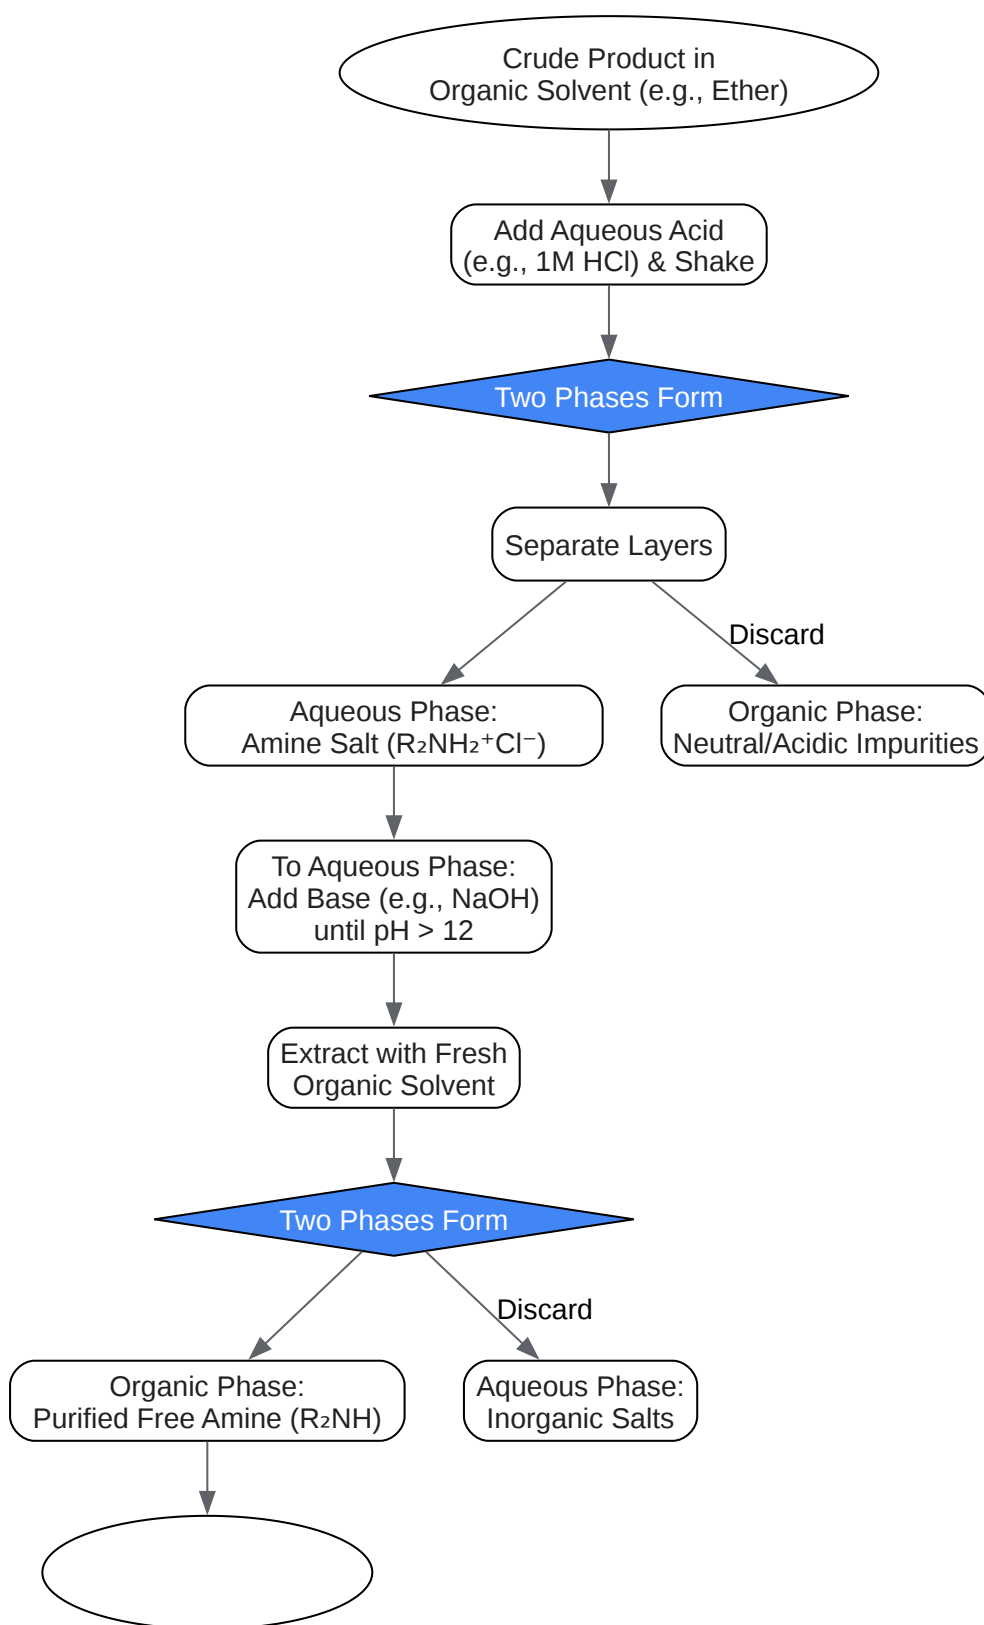 Crude Product in
Organic Solvent (e.g., Ether)
Add Aqueous Acid
(e.g., 1M HCl) & Shake
Two Phases Form
Separate Layers
Discard
Aqueous Phase:
Amine Salt (R₂NH₂⁺Cl⁻)
Organic Phase:
Neutral/Acidic Impurities
To Aqueous Phase:
Add Base (e.g., NaOH)
until pH > 12
Extract with Fresh
Organic Solvent
Two Phases Form
Discard
Organic Phase:
Purified Free Amine (R₂NH)
Aqueous Phase:
Inorganic Salts